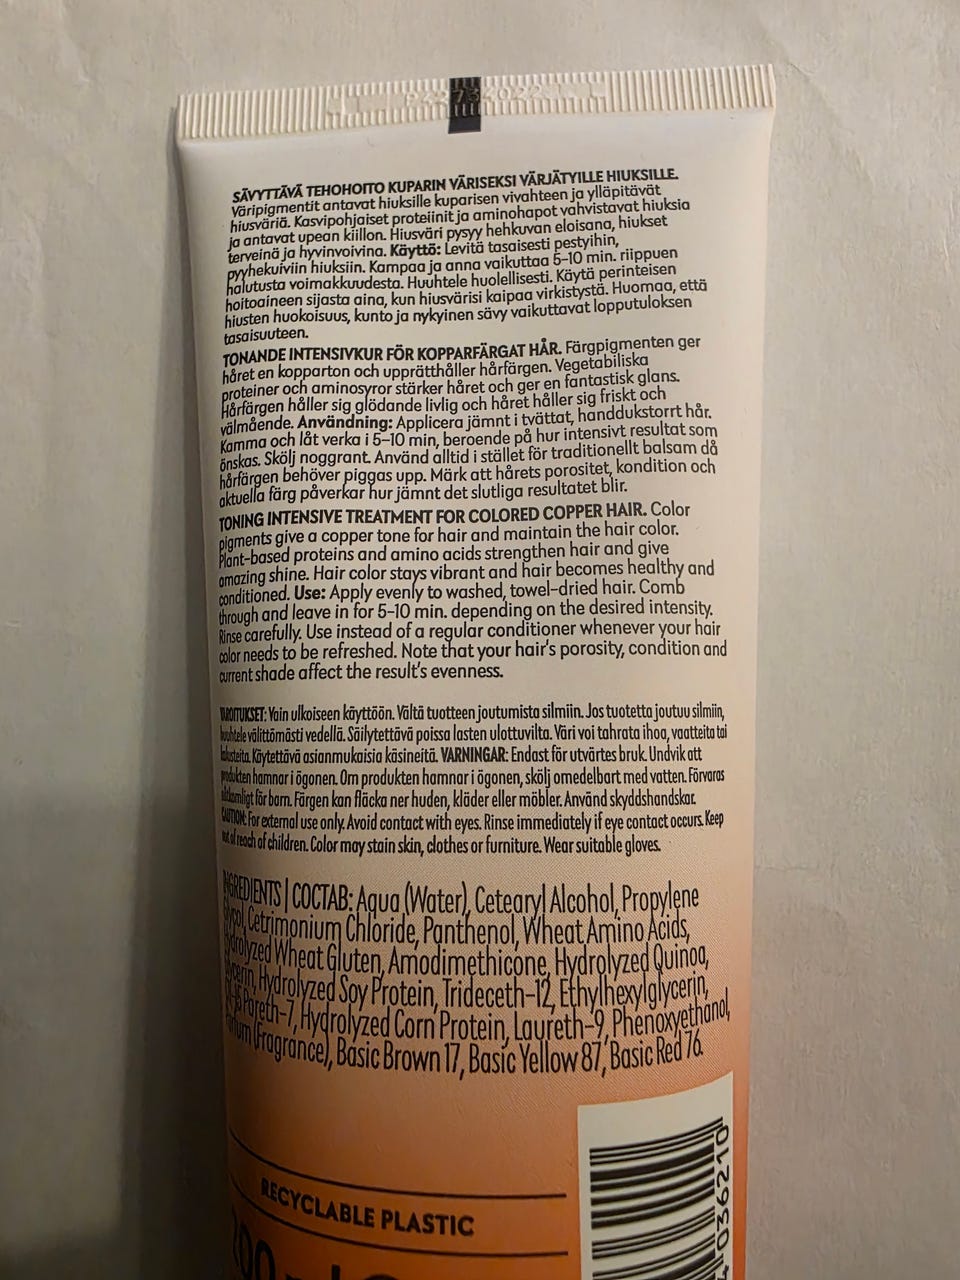 SÄVYTTÄVÄ TEHOHOITO KUPARIN VÄRISEKSI VÄRJÄTYILLE HIUKSILLE.
Väripigmentit antavat hiuksille kuparisen vivahteen ja ylläpitävät
hiusväriä. Kasvipohjaiset proteiinit ja aminohapot vahvistavat hiuksia
ja antavat upean kiillon. Hiusväri pysyy hehkuvan eloisana, hiukset
terveinä ja hyvinvoivina. Käyttö: Levitä tasaisesti pestyihin,
pyyhekuiviin hiuksiin. Kampaa ja anna vaikuttaa 5-10 min. riippuen
halutusta voimakkuudesta. Huuhtele huolellisesti. Käytä perinteisen
hoitoaineen sijasta aina, kun hiusvärisi kaipaa virkistystä. Huomaa, että
hiusten huokoisuus, kunto ja nykyinen sävy vaikuttavat lopputuloksen
tasaisuuteen.
TONANDE INTENSIVKUR FÖR KOPPARFÄRGAT HÅR. Färgpigmenten ger
håret en kopparton och upprätthåller hårfärgen. Vegetabiliska
proteiner och aminosyror stärker håret och ger en fantastisk glans.
Hårfärgen håller sig glödande livlig och håret håller sig friskt och
välmående. Användning: Applicera jämnt i tvättat, handdukstorrt hår.
Kamma och låt verka i 5–10 min, beroende på hur intensivt resultat som
önskas. Skölj noggrant. Använd alltid i stället för traditionellt balsam då
hårfärgen behöver piggas upp. Märk att hårets porositet, kondition och
aktuella färg påverkar hur jämnt det slutliga resultatet blir.
TONING INTENSIVE TREATMENT FOR COLORED COPPER HAIR. Color
pigments give a copper tone for hair and maintain the hair color.
Plant-based proteins and amino acids strengthen hair and give
amazing shine. Hair color stays vibrant and hair becomes healthy and
conditioned. Use: Apply evenly to washed, towel-dried hair. Comb
through and leave in for 5-10 min. depending on the desired intensity.
Rinse carefully. Use instead of a regular conditioner whenever your hair
color needs to be refreshed. Note that your hair's porosity, condition and
current shade affect the result's evenness.
VAROITUKSET: Vain ulkoiseen käyttöön. Vältä tuotteen joutumista silmiin. Jos tuotetta joutuu silmiin,
huuhtele välittömästi vedellä. Säilytettävä poissa lasten ulottuvilta. Väri voi tahrata ihoa, vaatteita tai
kalusteita. Käytettävä asianmukaisia käsineitä. VARNINGAR: Endast för utvärtes bruk. Undvik att
produkten hamnar i ögonen. Om produkten hamnar i ögonen, skölj omedelbart med vatten. Förvaras
oåtkomligt för barn. Färgen kan fläcka ner huden, kläder eller möbler. Använd skyddshandskar.
CAUTION: For external use only. Avoid contact with eyes. Rinse immediately if eye contact occurs. Keep
out of reach of children. Color may stain skin, clothes or furniture. Wear suitable gloves.
INGREDIENTS | СОСТАВ: Aqua (Water), Cetearyl Alcohol, Propylene
Glycol, Cetrimonium Chloride, Panthenol, Wheat Amino Acids,
Hydrolyzed Wheat Gluten, Amodimethicone, Hydrolyzed Quinoa,
Glycerin, Hydrolyzed Soy Protein, Trideceth-12, Ethylhexylglycerin,
Pareth-7, Hydrolyzed Corn Protein, Laureth-9, Phenoxyethanol,
Parfum (Fragrance), Basic Brown 17, Basic Yellow 87, Basic Red 76.
RECYCLABLE PLASTIC
036210